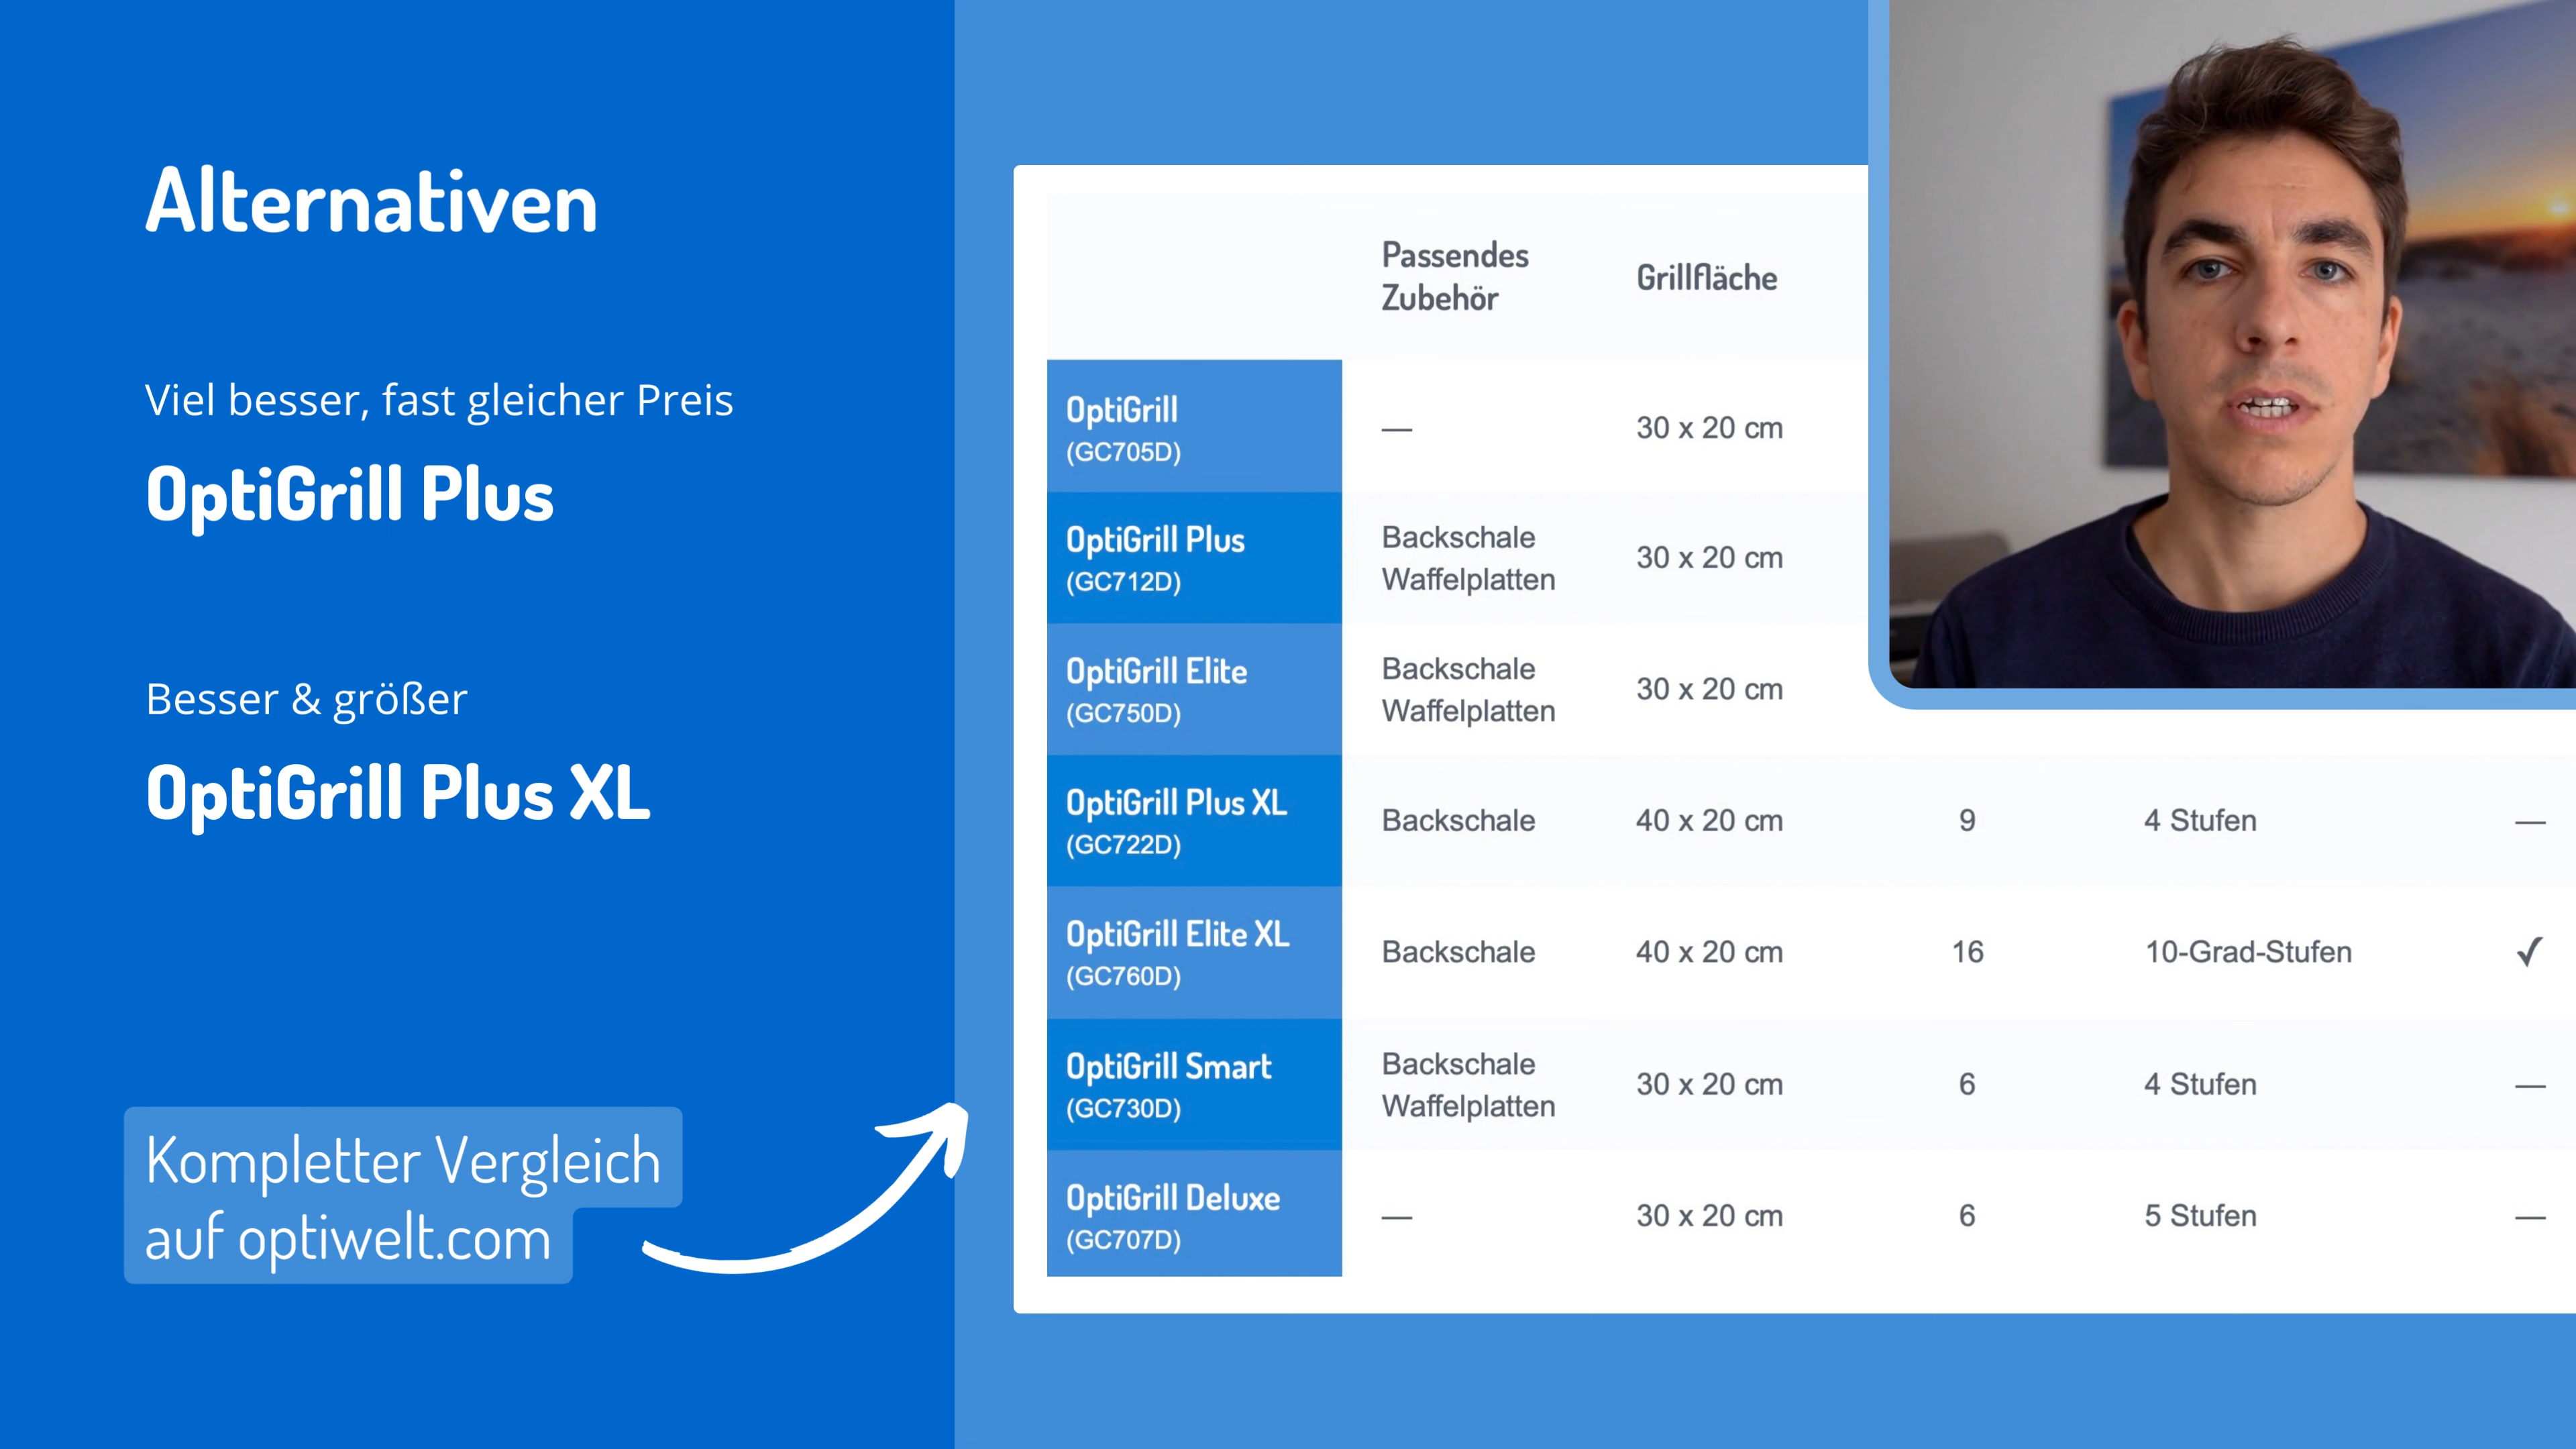 Alternativen
Viel besser, fast gleicher Preis
OptiGrill Plus
Besser & größer
OptiGrill Plus XL
Kompletter Vergleich
auf optiwelt.com
Passendes
Zubehör
Grillfläche
OptiGrill
(GC705D)
—
30 x 20 cm
OptiGrill Plus
(GC712D)
Backschale
Waffelplatten
30 x 20 cm
OptiGrill Elite
(GC750D)
Backschale
Waffelplatten
30 x 20 cm
OptiGrill Plus XL
(GC722D)
Backschale
40 x 20 cm
9
4 Stufen
—
OptiGrill Elite XL
(GC760D)
Backschale
40 x 20 cm
16
10-Grad-Stufen
✓
OptiGrill Smart
(GC730D)
Backschale
Waffelplatten
30 x 20 cm
6
4 Stufen
—
OptiGrill Deluxe
(GC707D)
—
30 x 20 cm
6
5 Stufen
—